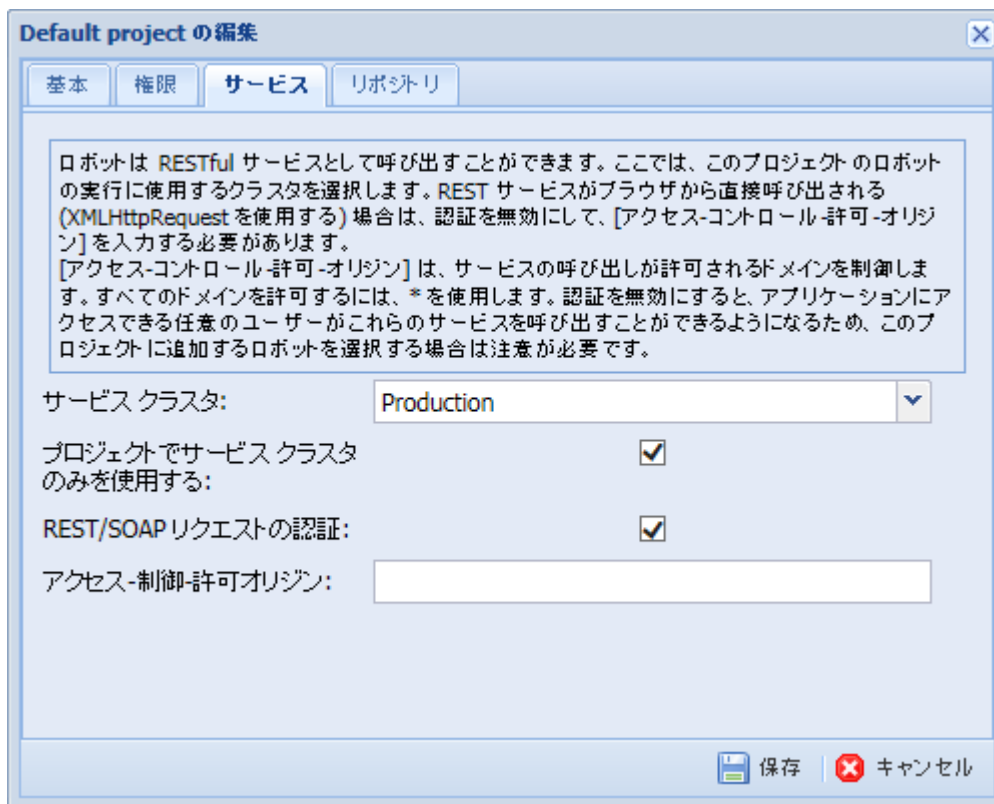 Default project の編集
基本 権限 サービス リポジトリ
ロボットは RESTful サービスとして呼び出すことができます。ここでは、このプロジェクトのロボット
の実行に使用するクラスタを選択します。REST サービスがブラウザから直接呼び出される
(XMLHttpRequest を使用する) 場合は、認証を無効にして、[アクセス-コントロール-許可-オリジ
ン] を入力する必要があります。
[アクセス-コントロール-許可-オリジン] は、サービスの呼び出しが許可されるドメインを制御しま
す。すべてのドメインを許可するには、* を使用します。認証を無効にすると、アプリケーションにア
クセスできる任意のユーザーがこれらのサービスを呼び出すことができるようになるため、このプ
ロジェクトに追加するロボットを選択する場合は注意が必要です。
サービス クラスタ: Production
プロジェクトでサービス クラスタ
のみを使用する:
REST/SOAP リクエストの認証:
アクセス-制御-許可オリジン:
保存 キャンセル